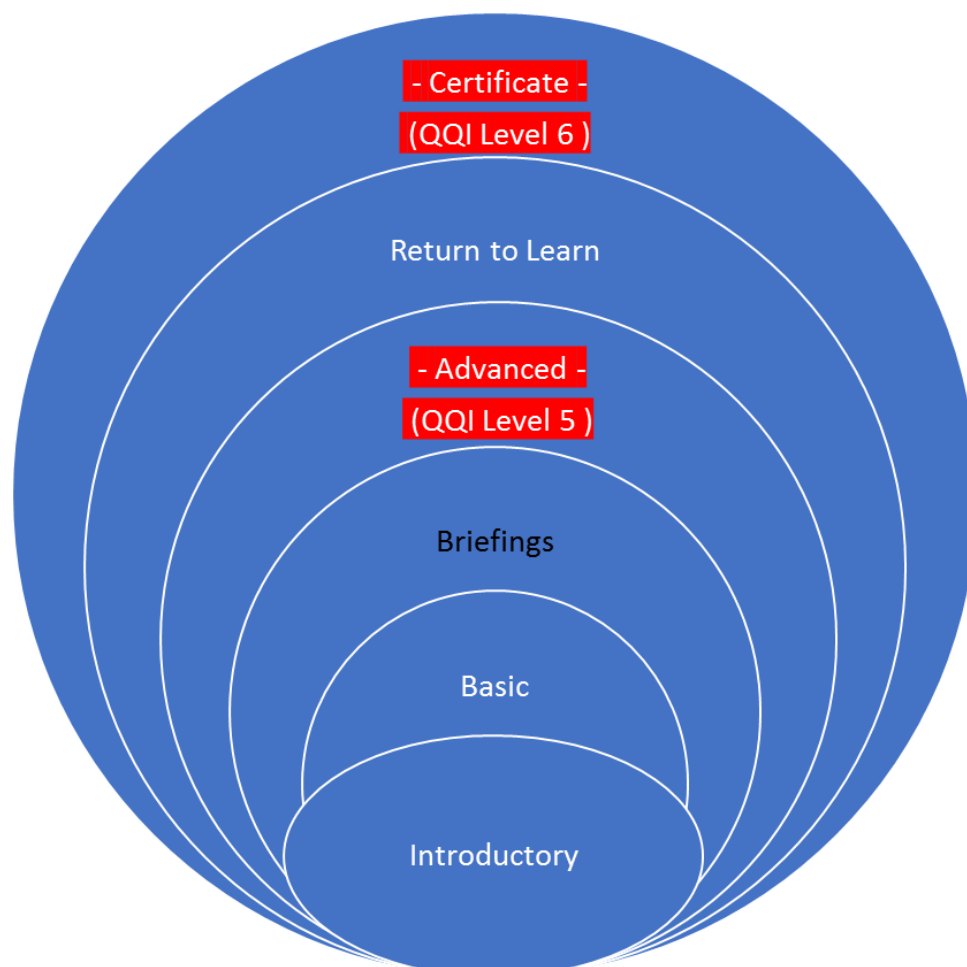 - Certificate -
(QQI Level 6 )
Return to Learn
- Advanced -
(QQI Level 5 )
Briefings
Basic
Introductory